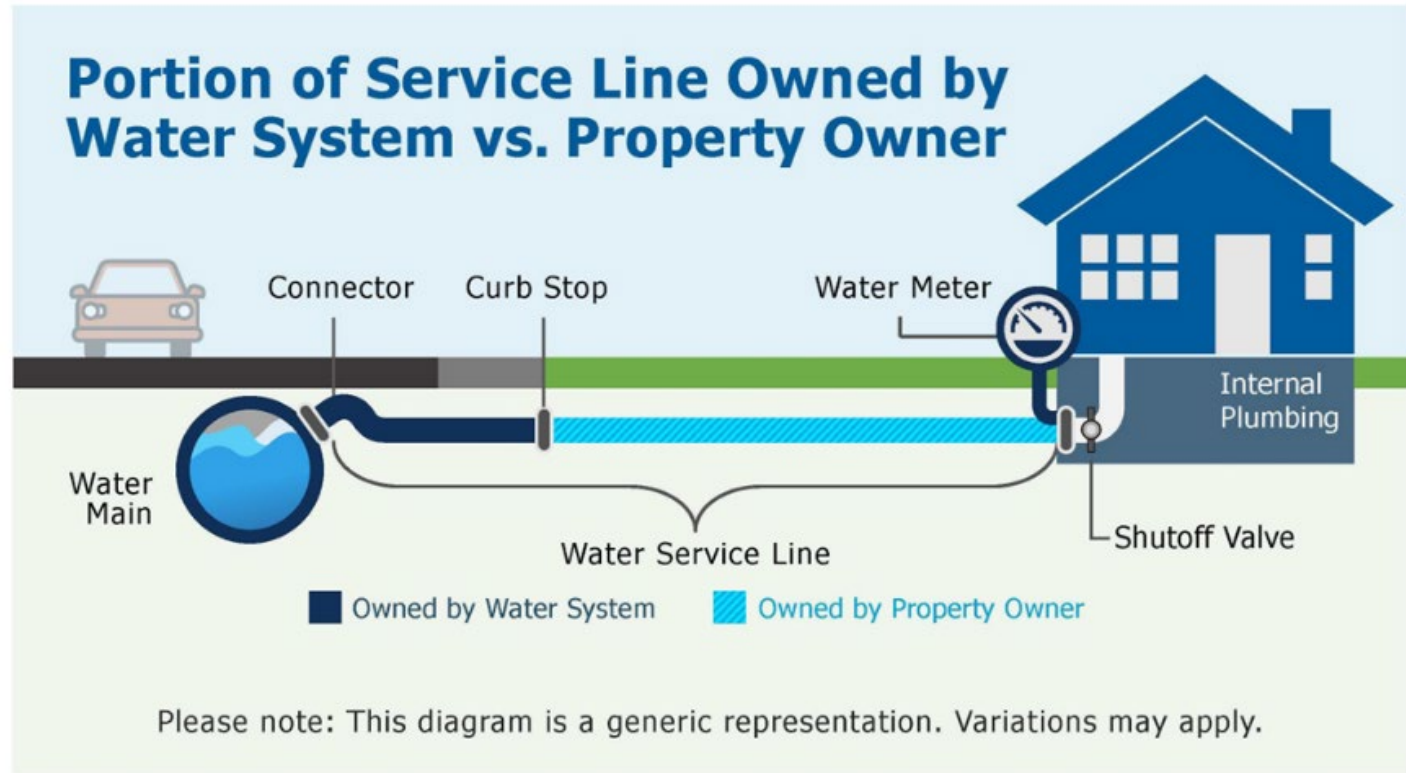 Portion of Service Line Owned by
Water System vs. Property Owner
Connector
Curb Stop
Water Meter
Internal
Plumbing
Water
Main
Shutoff Valve
Water Service Line
Owned by Water System
Owned by Property Owner
Please note: This diagram is a generic representation. Variations may apply.